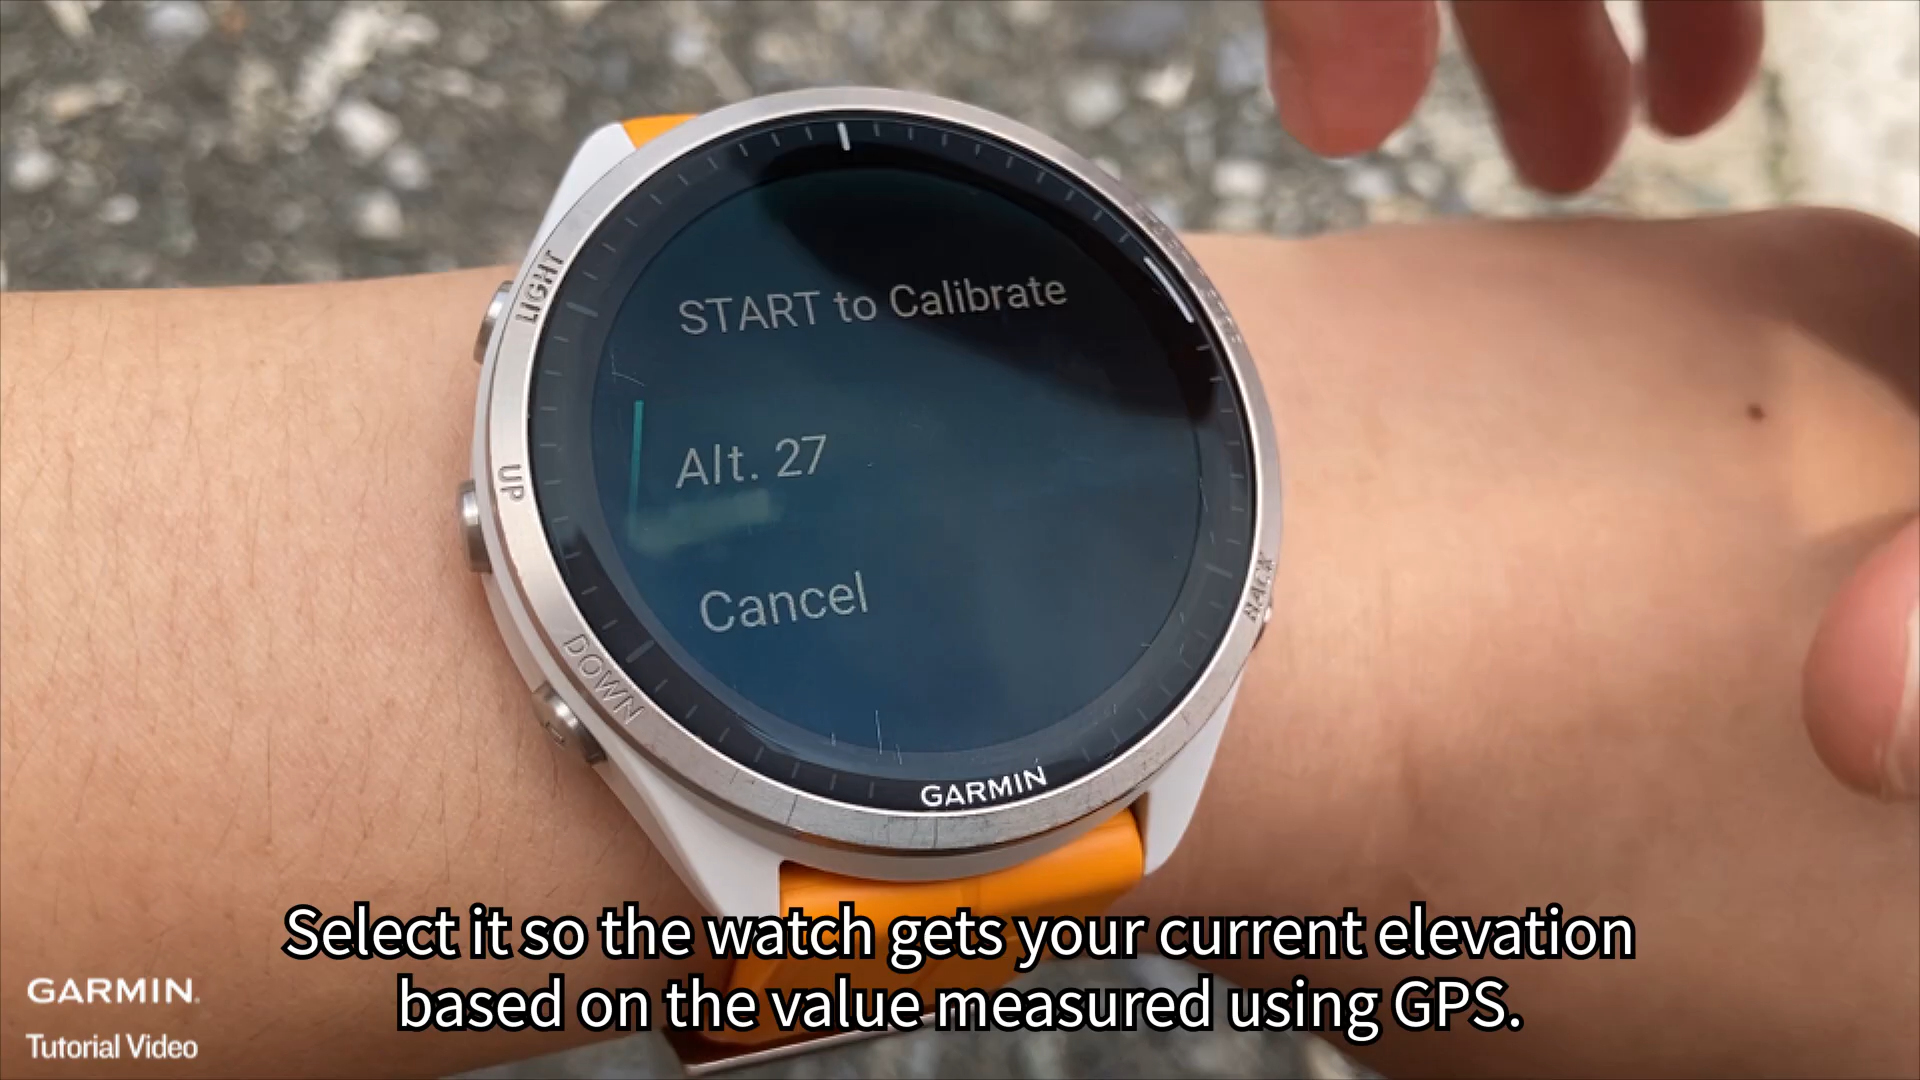 LIGHT
START to Calibrate
Alt. 27
UP
Cancel
BACK
DOWN
GARMIN
Select it so the watch gets your current elevation
based on the value measured using GPS.
GARMIN.
Tutorial Video